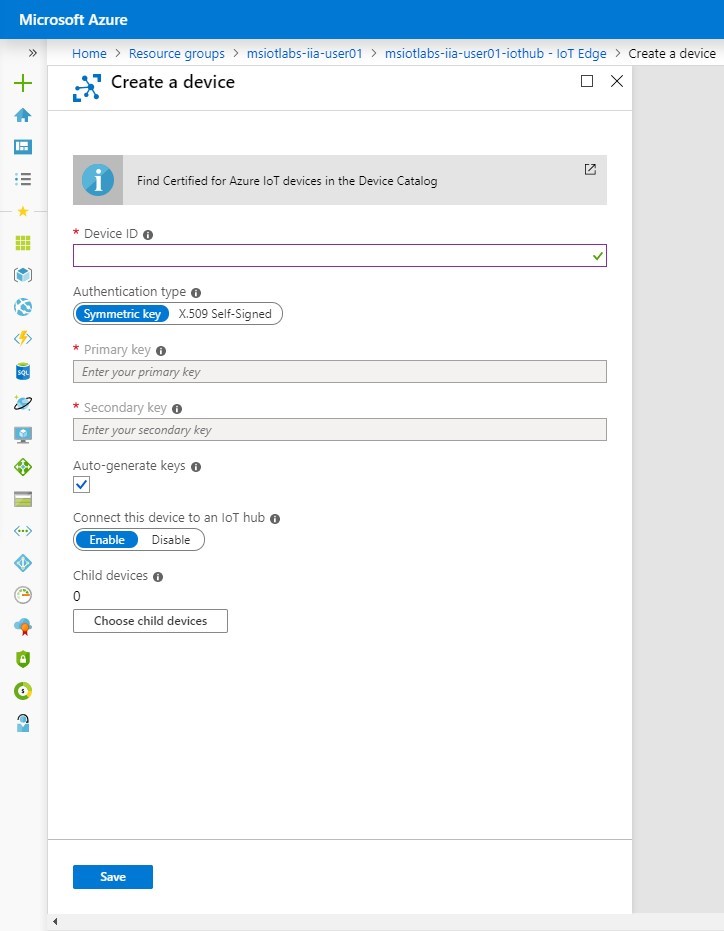 Microsoft Azure
» Home > Resource groups > msiotlabs-iia-user01 > msiotlabs-iia-user01-iothub - IoT Edge > Create a device
Create a device
Find Certified for Azure IoT devices in the Device Catalog
* Device ID
Authentication type
Symmetric key X.509 Self-Signed
* Primary key
Enter your primary key
* Secondary key
Enter your secondary key
Auto-generate keys
Connect this device to an IoT hub
Enable Disable
Child devices
0
Choose child devices
Save
SQL